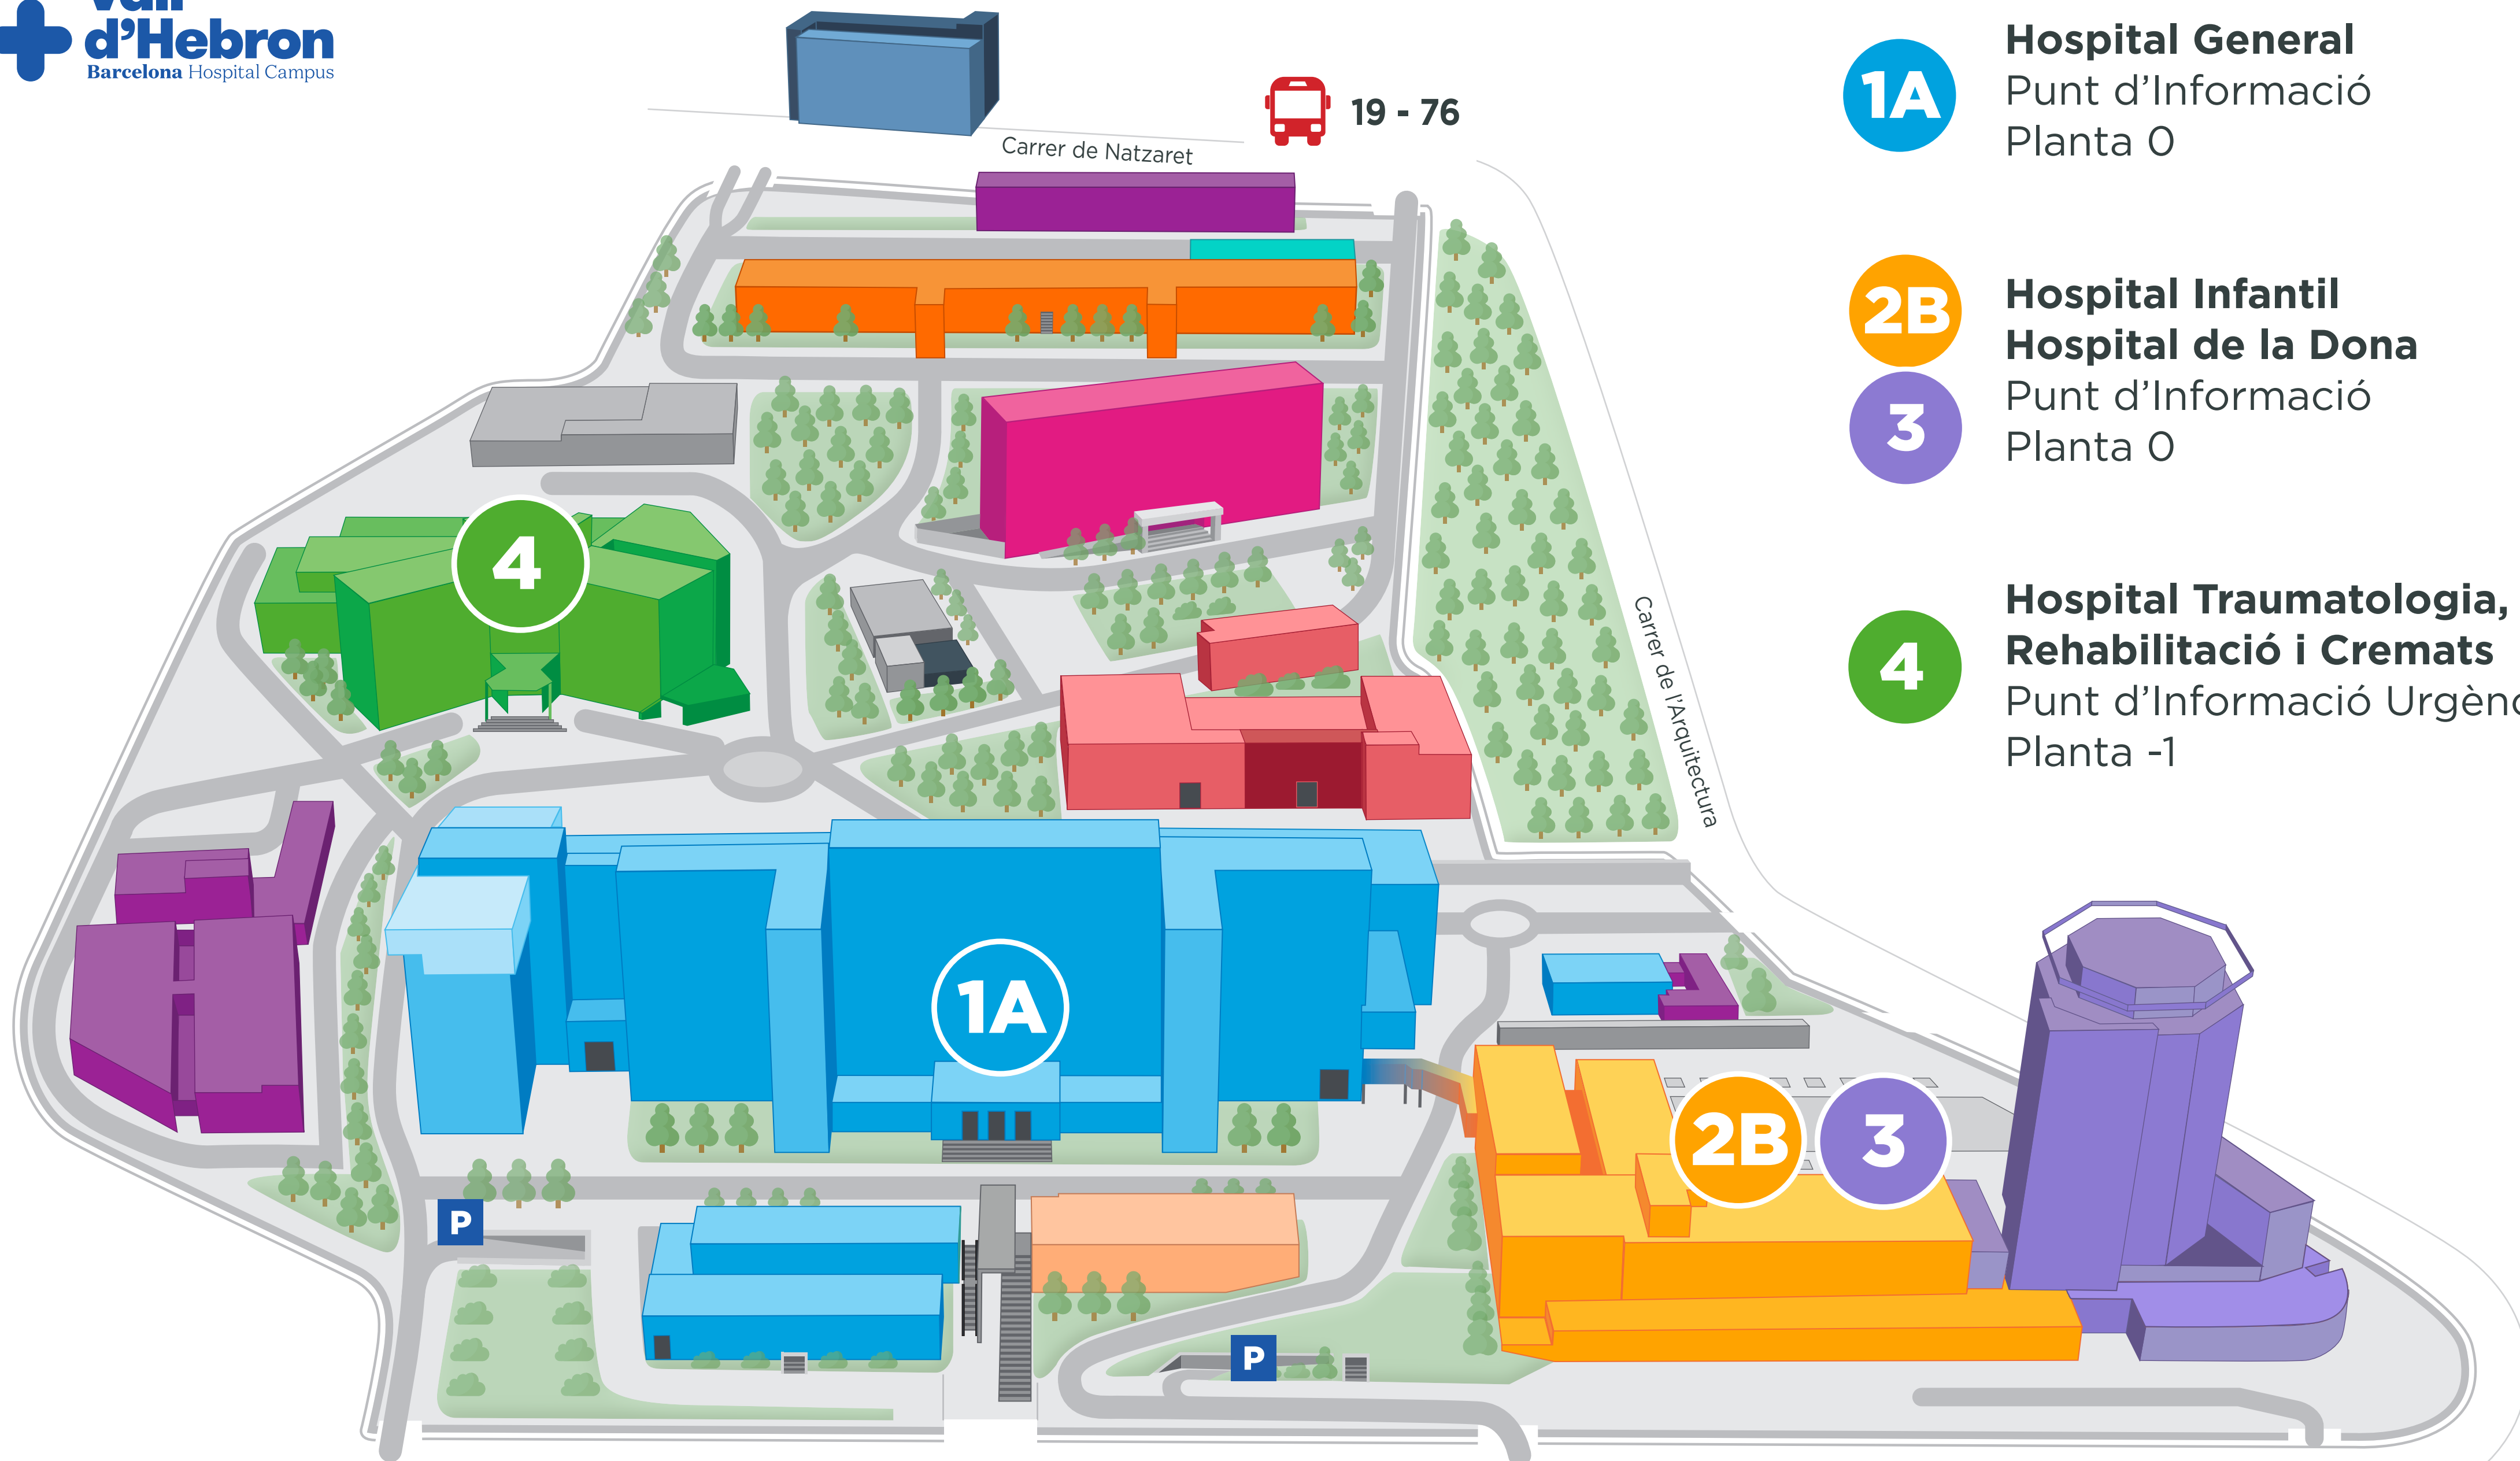 d’Hebron
Barcelona Hospital Campus
19 - 76
Carrer de Natzaret
Carrer de l’Arquitectura
1A
Hospital General
Punt d’Informació
Planta 0
2B
3
Hospital Infantil
Hospital de la Dona
Punt d’Informació
Planta 0
4
Hospital Traumatologia,
Rehabilitació i Cremats
Punt d’Informació
Planta -1
4
1A
2B
3
P
P